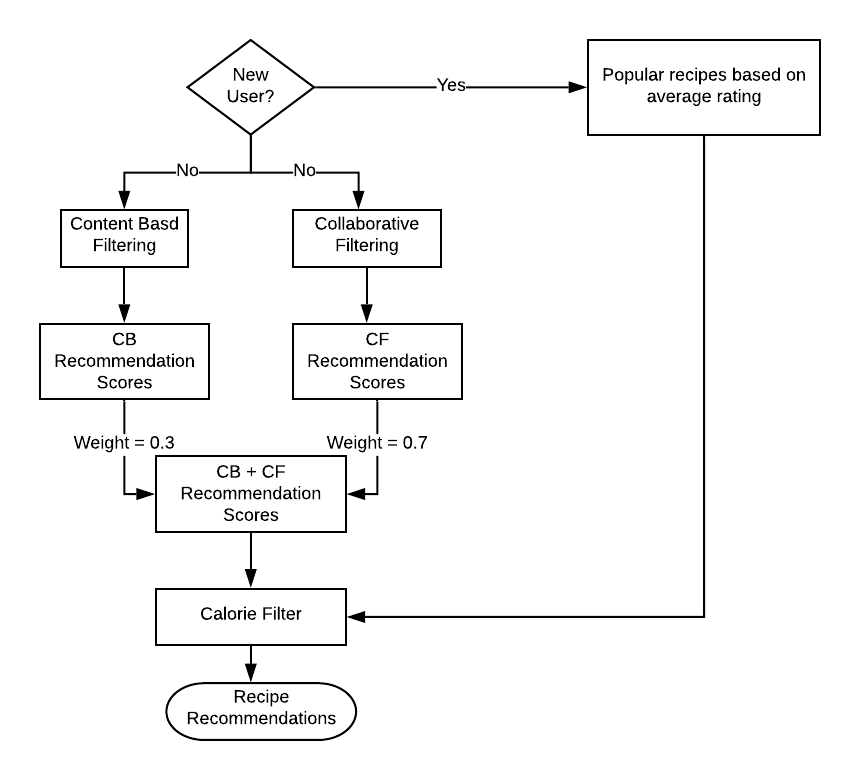 New
User?
Yes
Popular recipes based on
average rating
No
No
Content Basd
Filtering
Collaborative
Filtering
CB
Recommendation
Scores
CF
Recommendation
Scores
Weight = 0.3
Weight = 0.7
CB + CF
Recommendation
Scores
Calorie Filter
Recipe
Recommendations